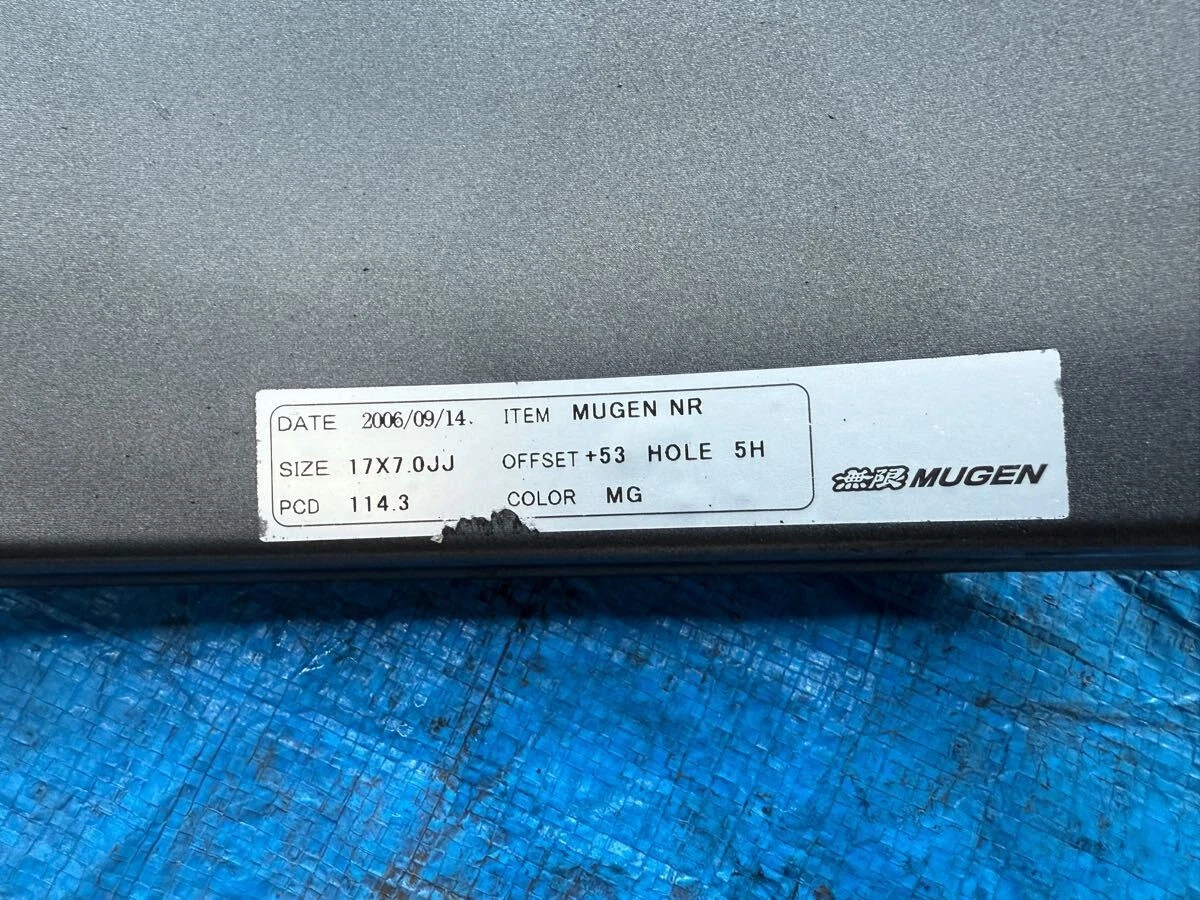 DATE 2006/09/14. ITEM MUGEN NR
SIZE 17X7.0JJ OFFSET +53 HOLE 5H
PCD 114.3 COLOR MG
無限 MUGEN